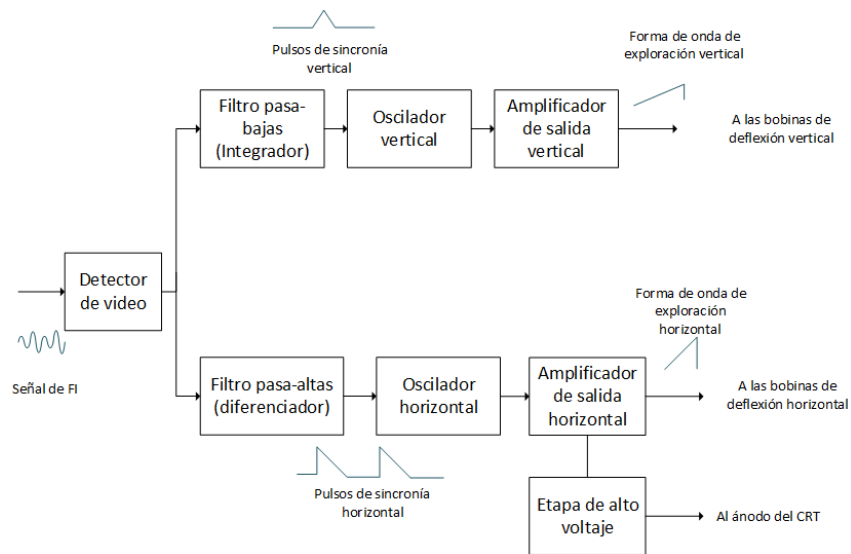 Pulsos de sincronía
vertical
Forma de onda de
exploración vertical
Filtro pasa-
bajas
(Integrador)
Oscilador
vertical
Amplificador
de salida
vertical
A las bobinas de
deflexión vertical
Detector
de video
Señal de FI
Forma de onda de
exploración
horizontal
Filtro pasa-altas
(diferenciador)
Oscilador
horizontal
Amplificador
de salida
horizontal
A las bobinas de
deflexión horizontal
Pulsos de sincronía
horizontal
Etapa de alto
voltaje
Al ánodo del CRT